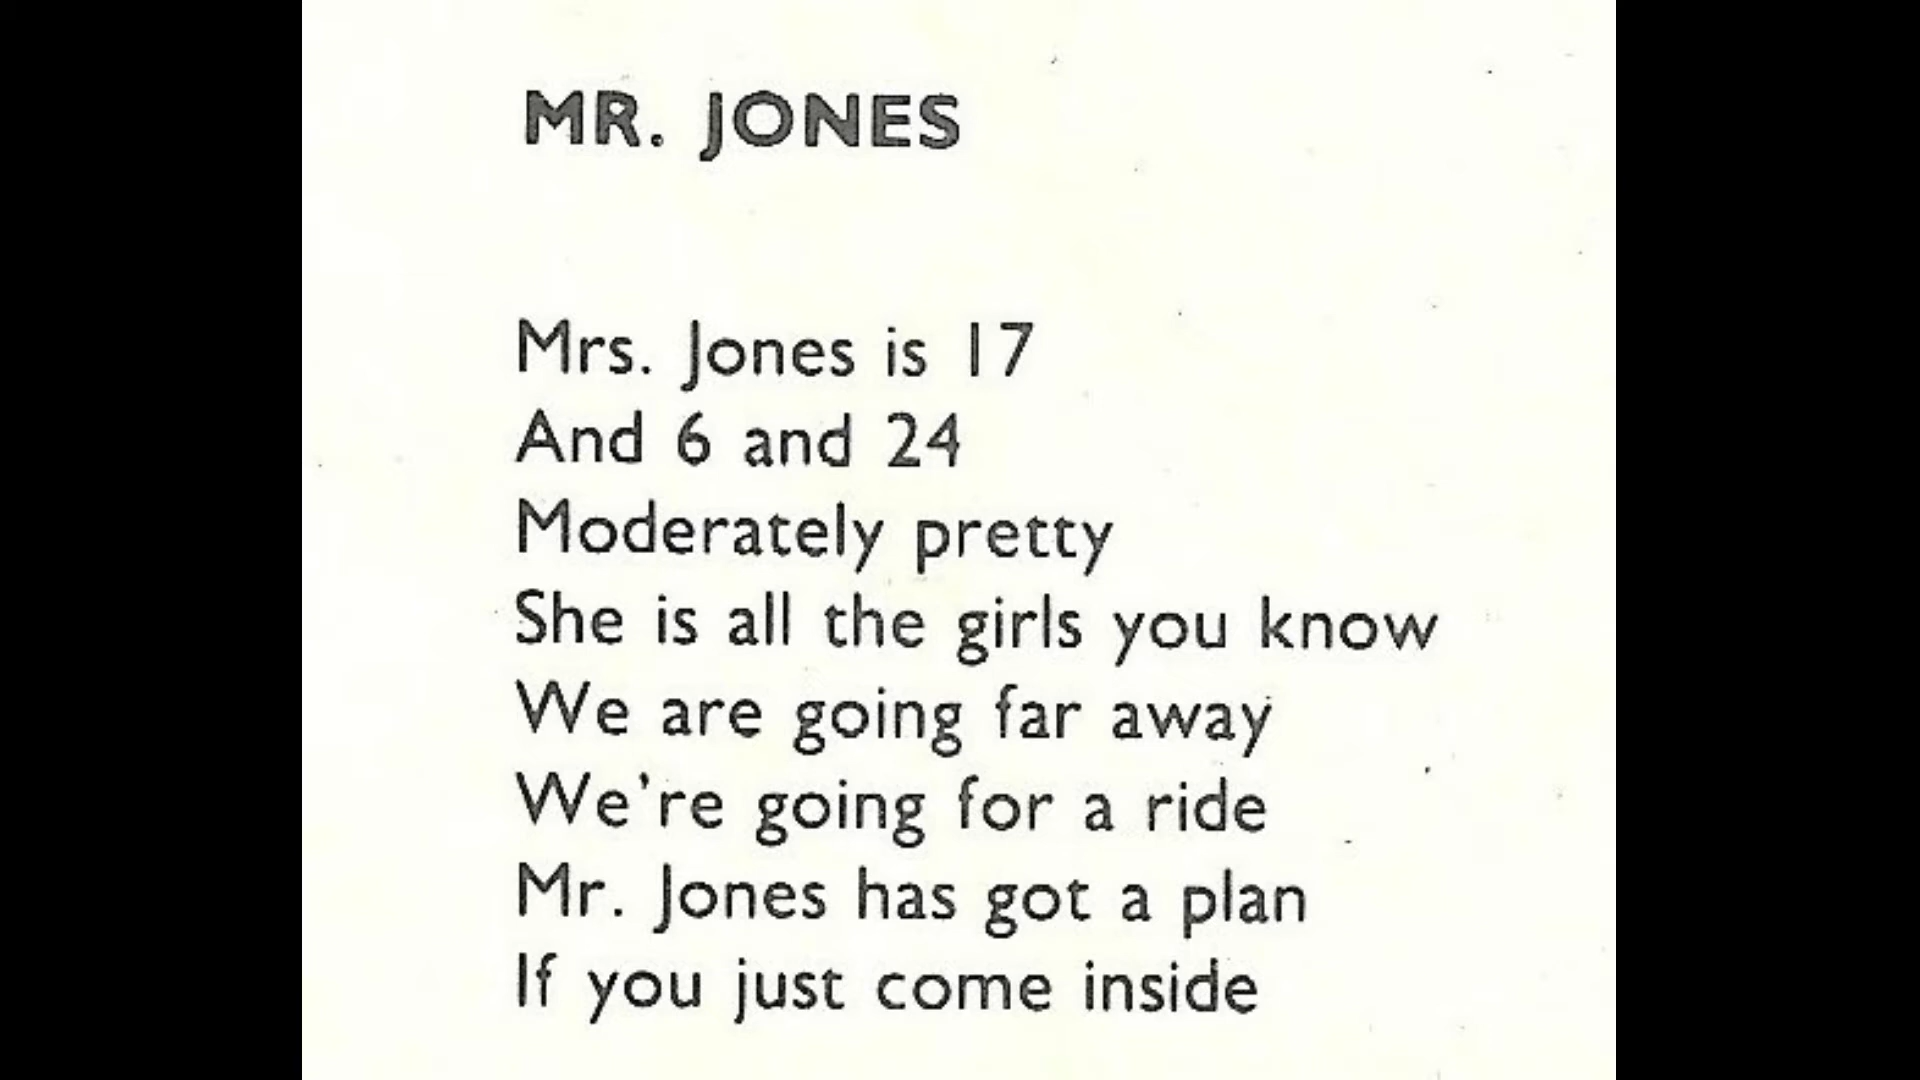 MR. JONES
Mrs. Jones is 17
And 6 and 24
Moderately pretty
She is all the girls you know
We are going far away
We're going for a ride
Mr. Jones has got a plan
If you just come inside